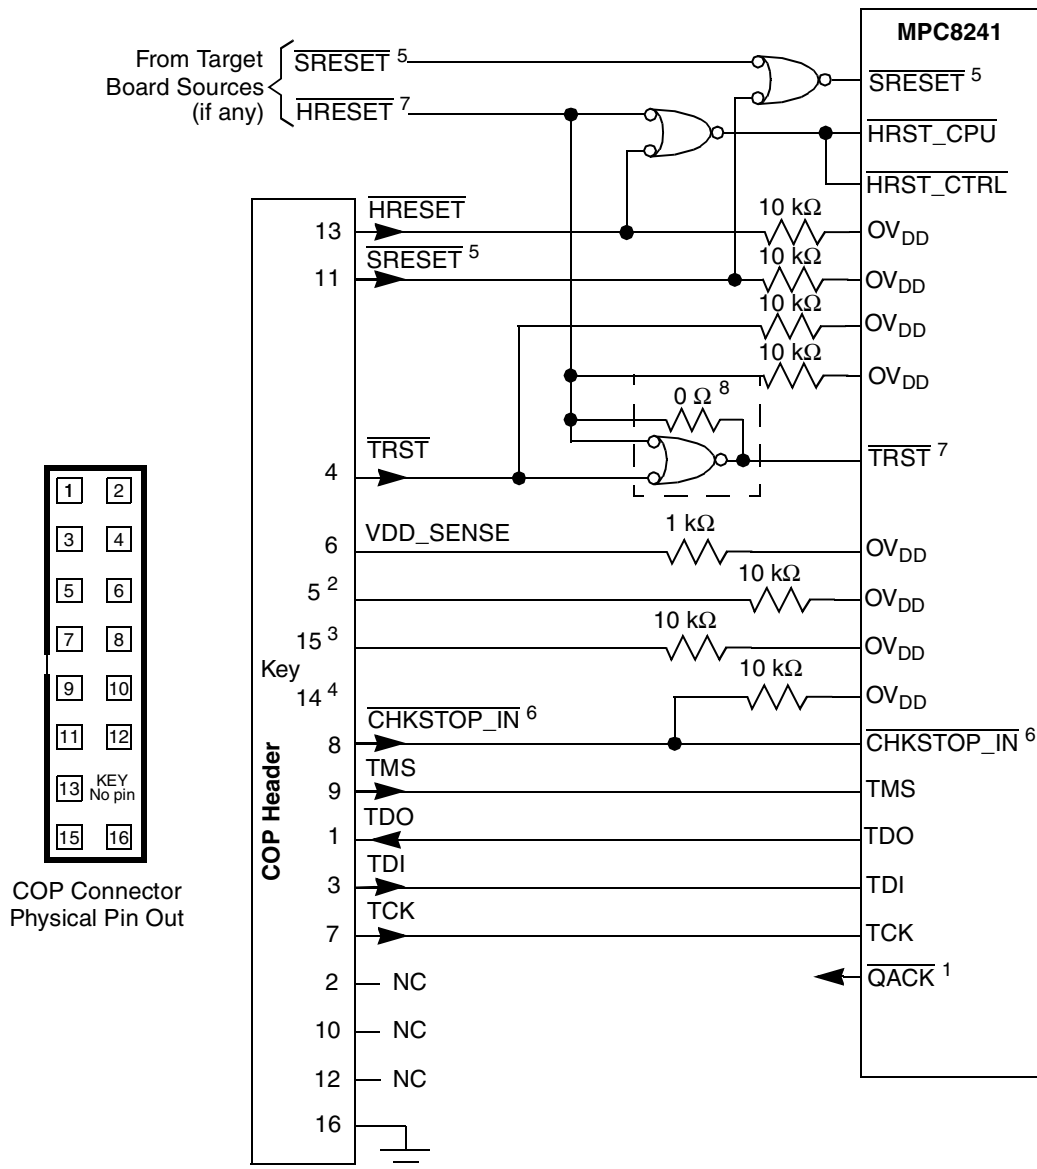 MPC8241
From Target
Board Sources
(if any)
SRESET 5
HRESET 7
SRESET 5
HRST_CPU
HRST_CTRL
13 HRESET 10 kΩ OVDD
11 SRESET 5 10 kΩ OVDD
10 kΩ OVDD
10 kΩ OVDD
0 Ω 8
4 TRST TRST 7
6 VDD_SENSE 1 kΩ OVDD
5 2 10 kΩ OVDD
15 3 10 kΩ OVDD
Key
14 4 10 kΩ OVDD
8 CHKSTOP_IN 6 CHKSTOP_IN 6
9 TMS TMS
1 TDO TDO
3 TDI TDI
7 TCK TCK
QACK 1
2 NC
10 NC
12 NC
16
COP Header
1 2
3 4
5 6
7 8
9 10
11 12
13 KEY
No pin
15 16
COP Connector
Physical Pin Out